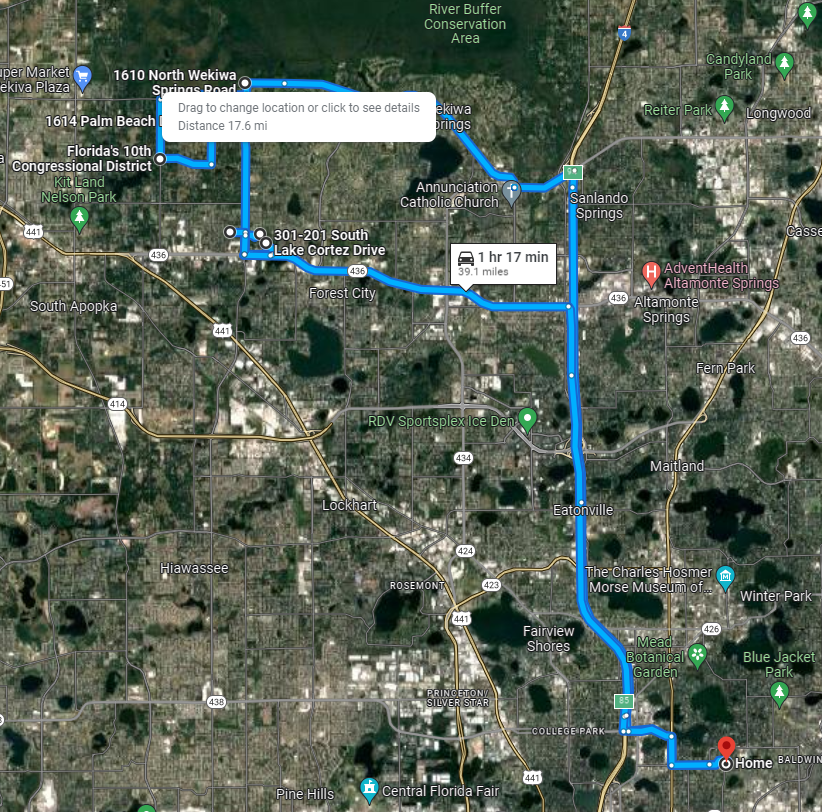 River Buffer
Conservation
Area
4
Candyland
Park
uper Market
ekiva Plaza
1610 North Wekiwa
Springs Road
Drag to change location or click to see details
Distance 17.6 mi
ekiwa
prings
Reiter Park
Longwood
1614 Palm Beach
Florida's 10th
Congressional District
Kit Land
Nelson Park
94
Annunciation
Catholic Church
Sanlando
Springs
441
301-201 South
Lake Cortez Drive
Casse
436
1 hr 17 min
39.1 miles
436
AdventHealth
Altamonte Springs
451
South Apopka
Forest City
436
Altamonte
Springs
441
436
Fern Park
414
RDV Sportsplex Ice Den
434
Maitland
Lockhart
Eatonville
424
Hiawassee
ROSEMONT
423
The Charles Hosmer
Morse Museum of...
Winter Park
441
426
Fairview
Shores
Mead
Botanical
Garden
Blue Jacket
Park
PRINCETON/
SILVER STAR
85
438
COLLEGE PARK
Home
BALDWIN
441
Pine Hills
Central Florida Fair